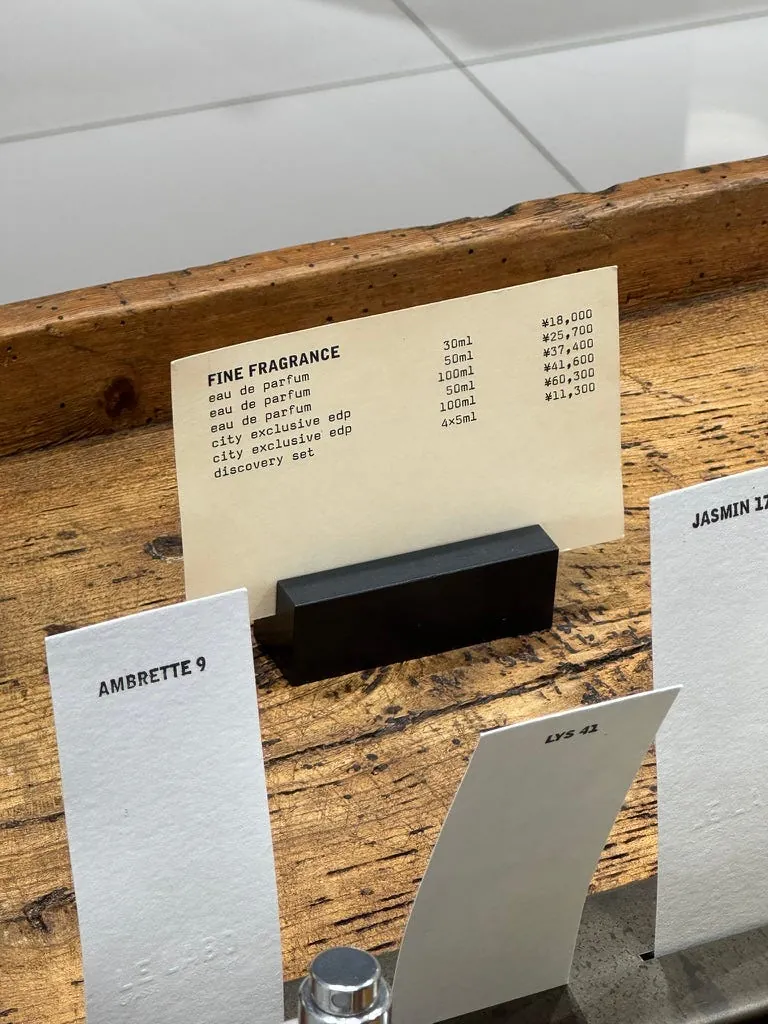 FINE FRAGRANCE
eau de parfum 30ml ¥18,000
eau de parfum 50ml ¥25,700
eau de parfum 100ml ¥37,400
city exclusive edp 50ml ¥41,600
city exclusive edp 100ml ¥60,300
discovery set 4x5ml ¥11,300
AMBRETTE 9
LYS 41
JASMIN 17